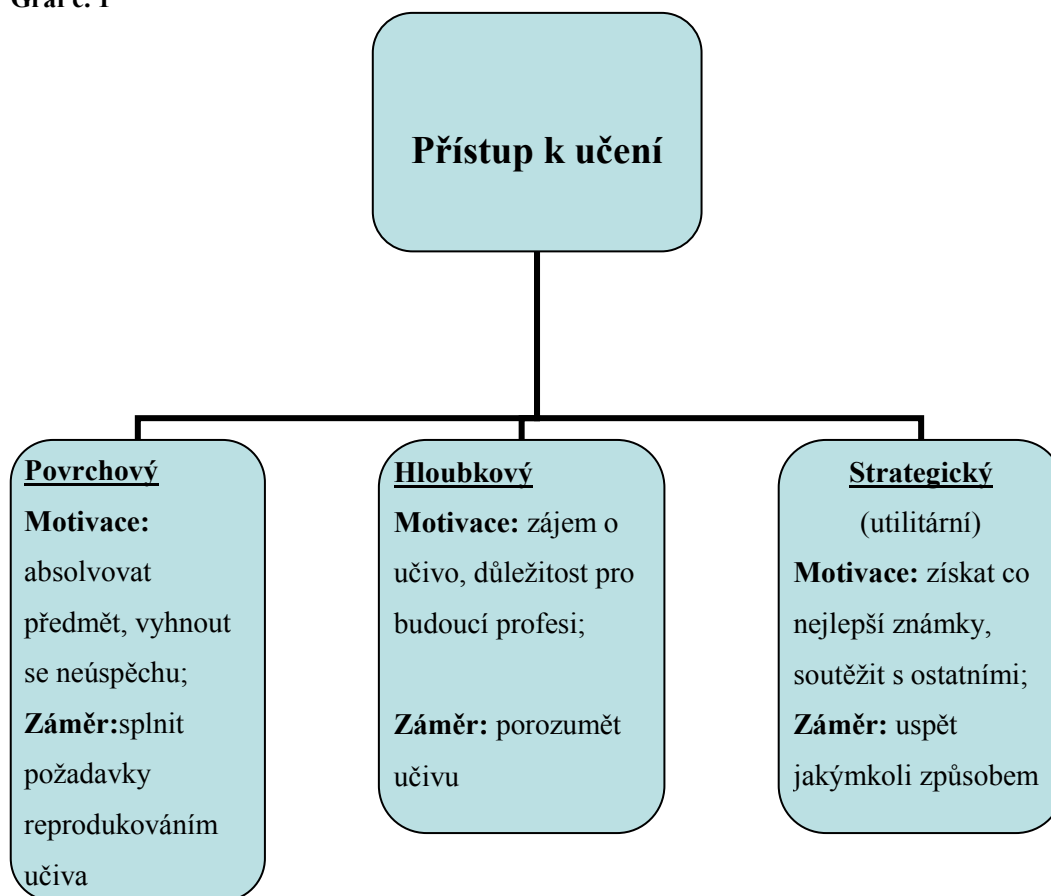 Graf č. 1
Přístup k učení
Povrchový
Motivace:
absolvovat
předmět, vyhnout
se neúspěchu;
Záměr:splnit
požadavky
reprodukováním
učiva
Hloubkový
Motivace: zájem o
učivo, důležitost pro
budoucí profesi;
Záměr: porozumět
učivu
Strategický
(utilitární)
Motivace: získat co
nejlepší známky,
soutěžit s ostatními;
Záměr: uspět
jakýmkoli způsobem